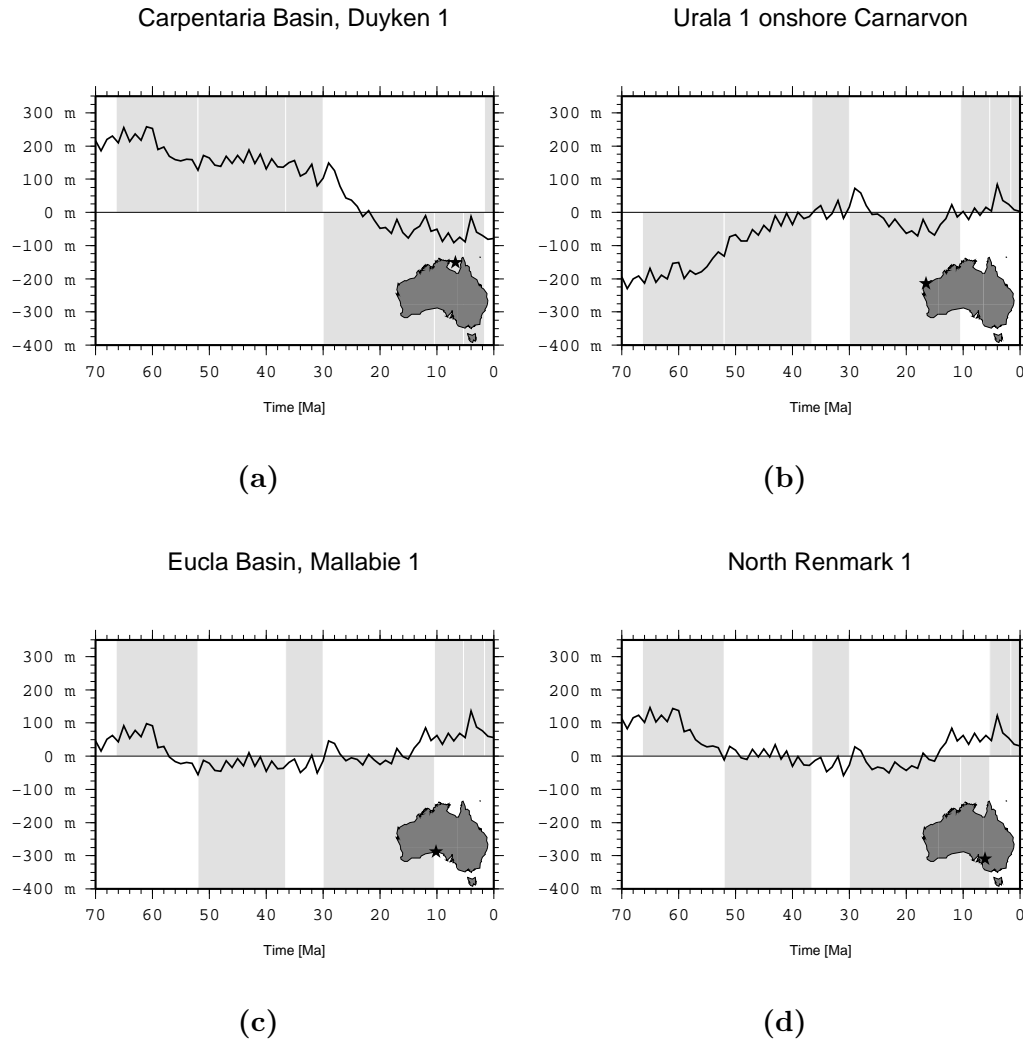 Carpentaria Basin, Duyken 1
300 m
200 m
100 m
0 m
-100 m
-200 m
-300 m
-400 m
70 60 50 40 30 20 10 0
Time [Ma]
(a)
Urala 1 onshore Carnarvon
300 m
200 m
100 m
0 m
-100 m
-200 m
-300 m
-400 m
70 60 50 40 30 20 10 0
Time [Ma]
(b)
Eucla Basin, Mallabie 1
300 m
200 m
100 m
0 m
-100 m
-200 m
-300 m
-400 m
70 60 50 40 30 20 10 0
Time [Ma]
(c)
North Renmark 1
300 m
200 m
100 m
0 m
-100 m
-200 m
-300 m
-400 m
70 60 50 40 30 20 10 0
Time [Ma]
(d)